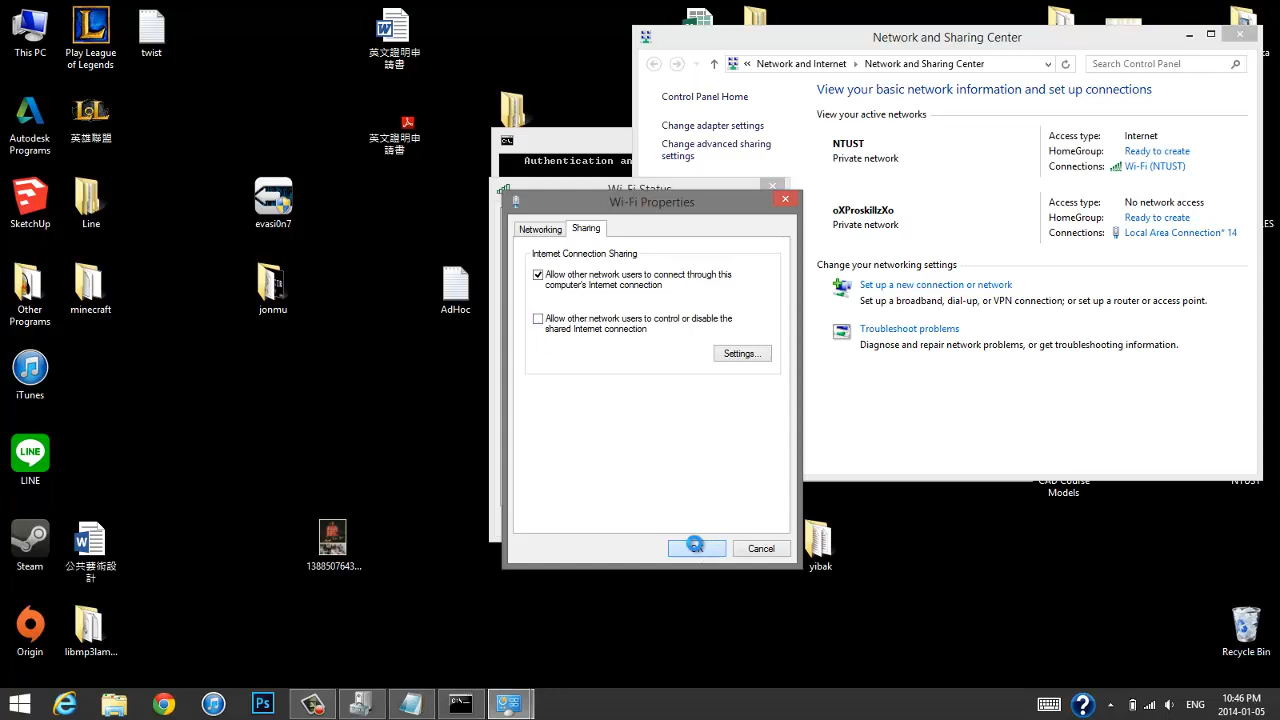 This PC
Play League
of Legends
twist
英文證明申
請書
Autodesk
Programs
英雄聯盟
英文證明申
請書
SketchUp
Line
evasi0n7
Other
Programs
minecraft
jonmu
AdHoc
iTunes
LINE
Steam
公共藝術設
計
1388507643...
Origin
libmp3lam...
yibak
CAD Course
Models
NTUST
Recycle Bin
Authentication an
Wi-Fi Status
Network and Sharing Center
« Network and Internet › Network and Sharing Center
Search Control Panel
Control Panel Home
Change adapter settings
Change advanced sharing
settings
View your basic network information and set up connections
View your active networks
NTUST
Private network
Access type: Internet
HomeGroup: Ready to create
Connections: Wi-Fi (NTUST)
oXProskillzXo
Private network
Access type: No network access
HomeGroup: Ready to create
Connections: Local Area Connection* 14
Change your networking settings
Set up a new connection or network
Set up a broadband, dial-up, or VPN connection; or set up a router or access point.
Troubleshoot problems
Diagnose and repair network problems, or get troubleshooting information.
Wi-Fi Properties
Networking
Sharing
Internet Connection Sharing
Allow other network users to connect through this
computer's Internet connection
Allow other network users to control or disable the
shared Internet connection
Settings...
Cancel
Ps
ENG
10:46 PM
2014-01-05